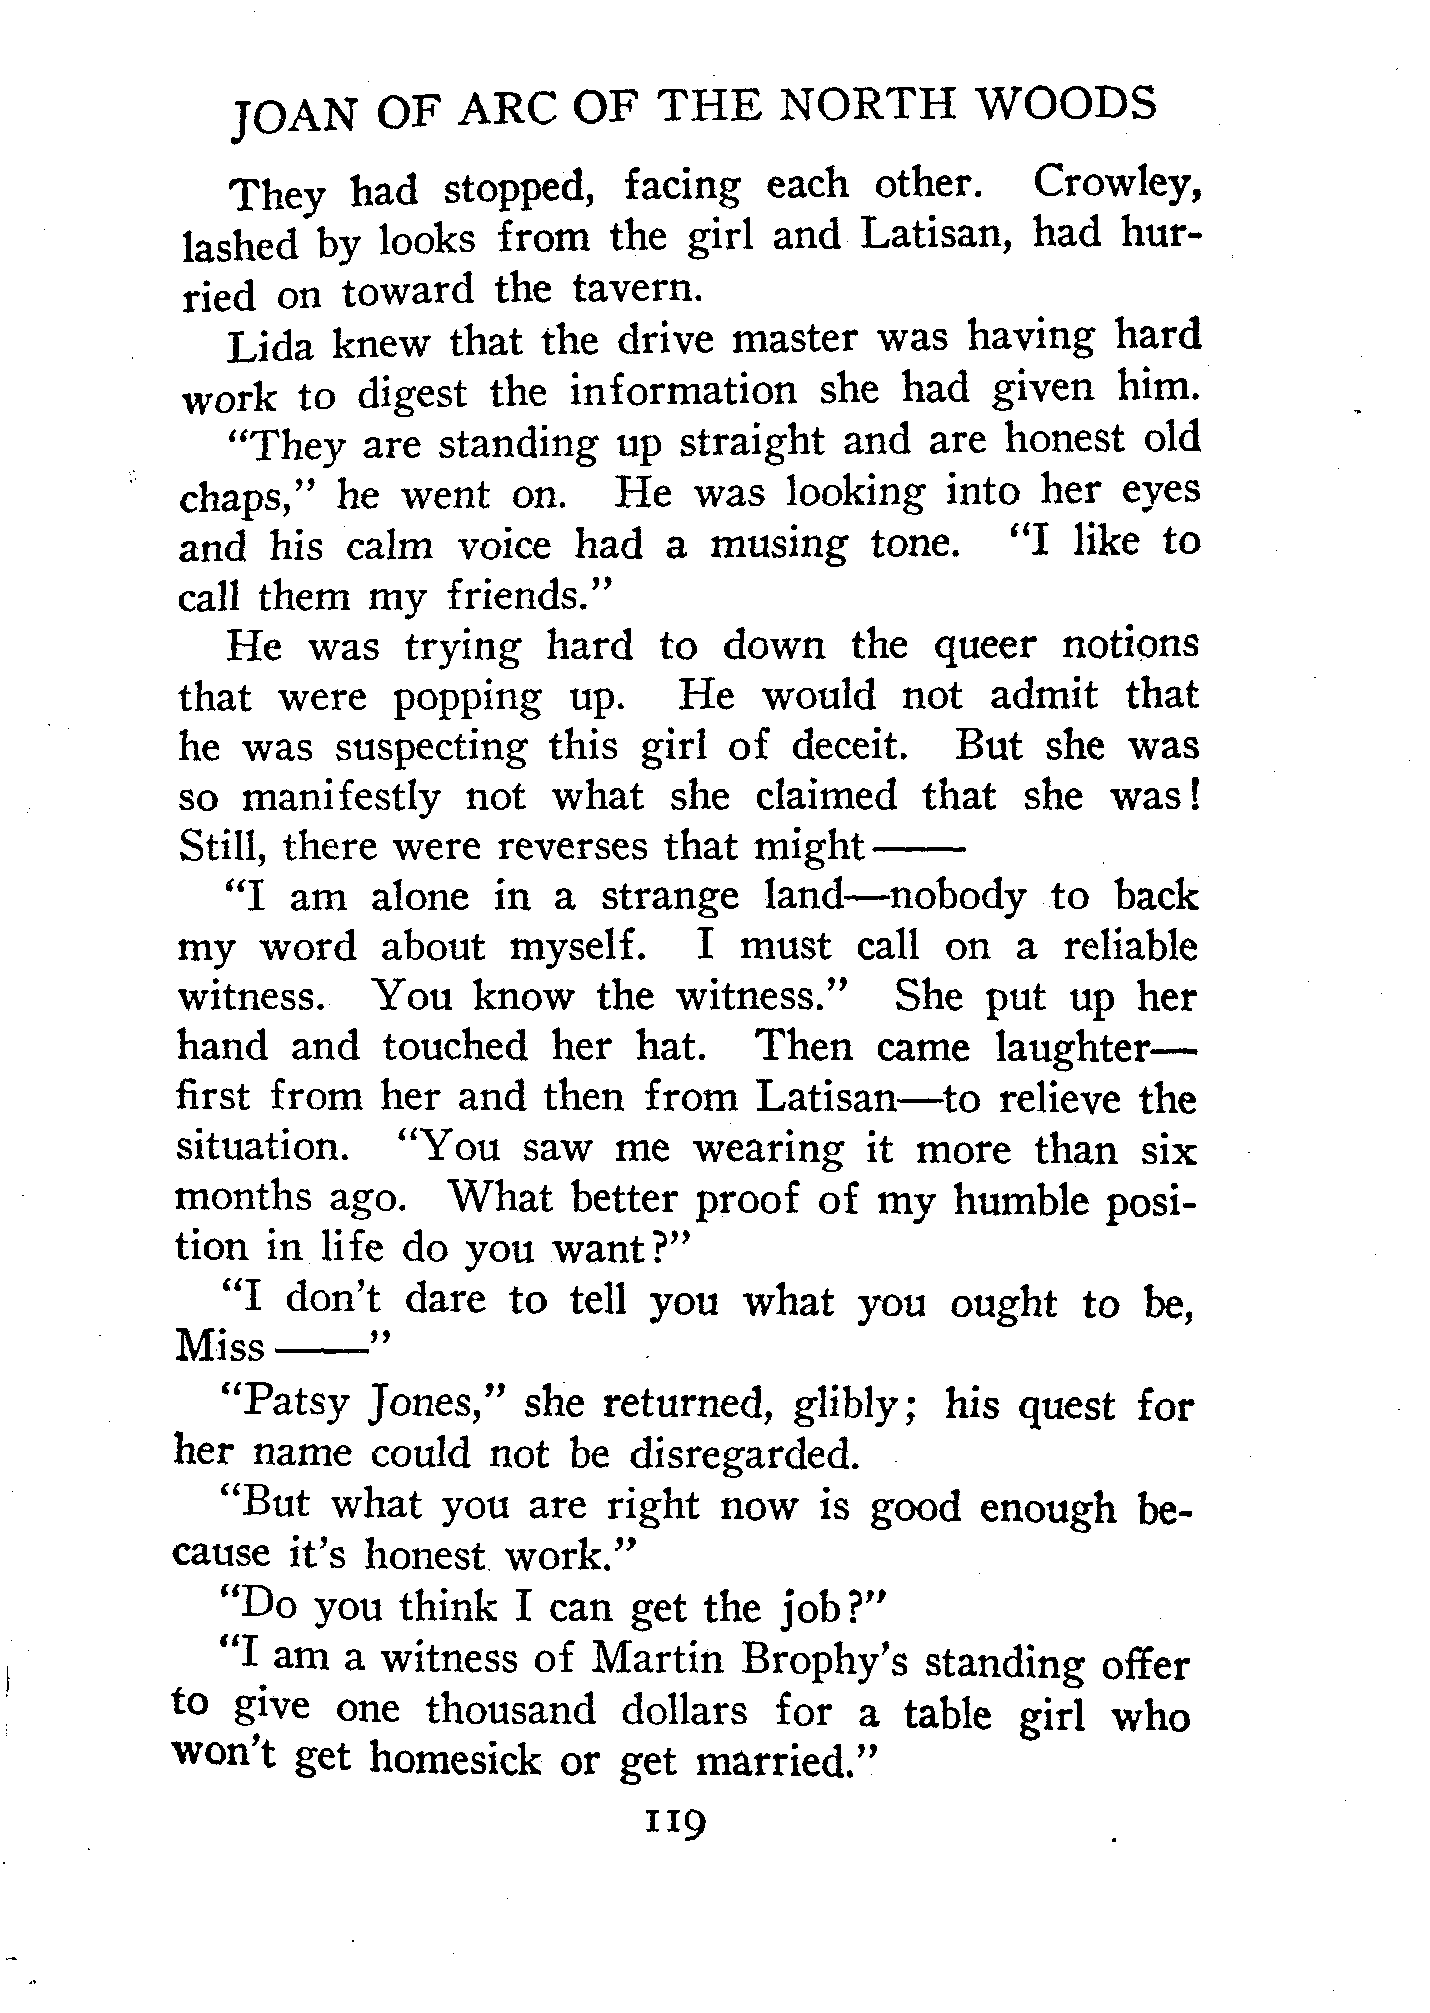 JOAN OF ARC OF THE NORTH WOODS
They had stopped, facing each other. Crowley,
lashed by looks from the girl and Latisan, had hur-
ried on toward the tavern.
Lida knew that the drive master was having hard
work to digest the information she had given him.
"They are standing up straight and are honest old
chaps," he went on. He was looking into her eyes
and his calm voice had a musing tone. "I like to
call them my friends."
He was trying hard to down the queer notions
that were popping up. He would not admit that
he was suspecting this girl of deceit. But she was
so manifestly not what she claimed that she was!
Still, there were reverses that might——
"I am alone in a strange land—nobody to back
my word about myself. I must call on a reliable
witness. You know the witness." She put up her
hand and touched her hat. Then came laughter—
first from her and then from Latisan—to relieve the
situation. "You saw me wearing it more than six
months ago. What better proof of my humble posi-
tion in life do you want?"
"I don't dare to tell you what you ought to be,
Miss ——"
"Patsy Jones," she returned, glibly; his quest for
her name could not be disregarded.
"But what you are right now is good enough be-
cause it's honest work."
"Do you think I can get the job?"
"I am a witness of Martin Brophy's standing offer
to give one thousand dollars for a table girl who
won't get homesick or get married."
119